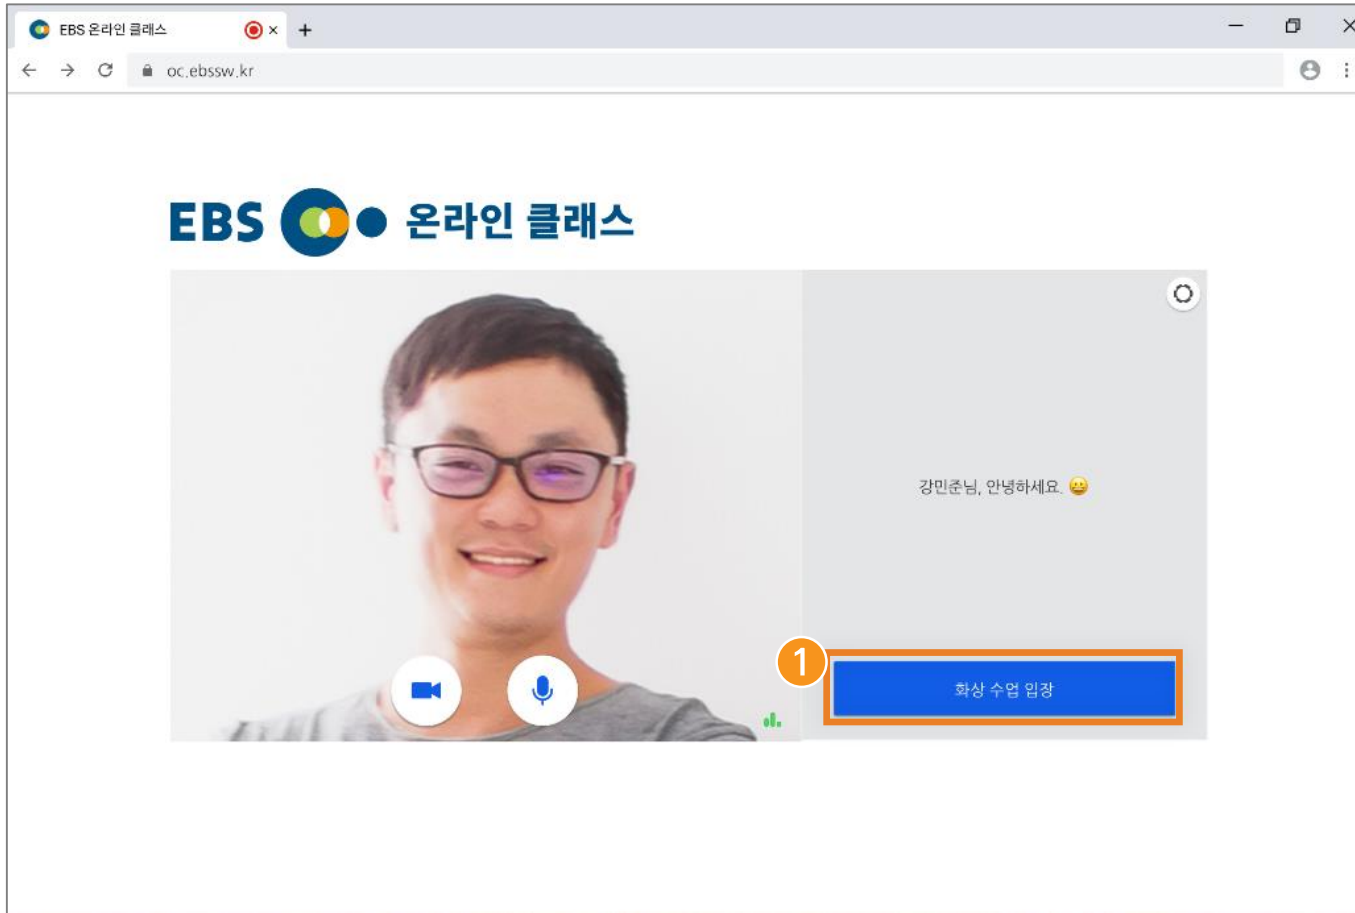 EBS 온라인 클래스
oc.ebssw.kr
EBS 온라인 클래스
강민준님, 안녕하세요. 😀
1
화상 수업 입장